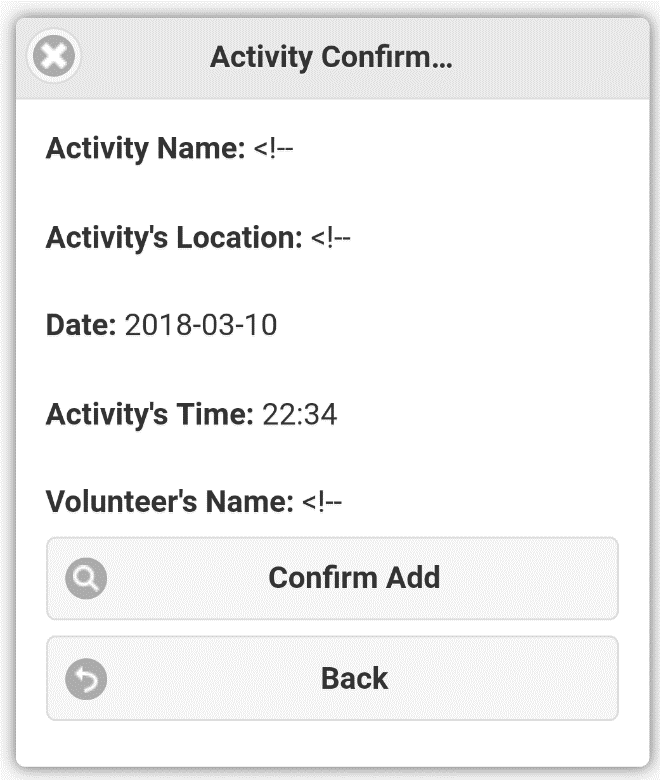 Activity Confirm...
Activity Name: <!--
Activity's Location: <!--
Date: 2018-03-10
Activity's Time: 22:34
Volunteer's Name: <!--
Confirm Add
Back